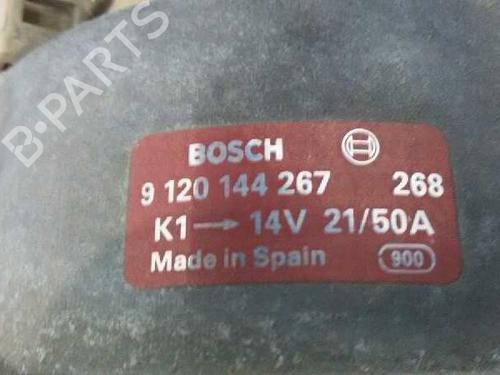 B-PARTS
BOSCH
9 120 144 267 268
K1→ 14V 21/50A
Made in Spain 900